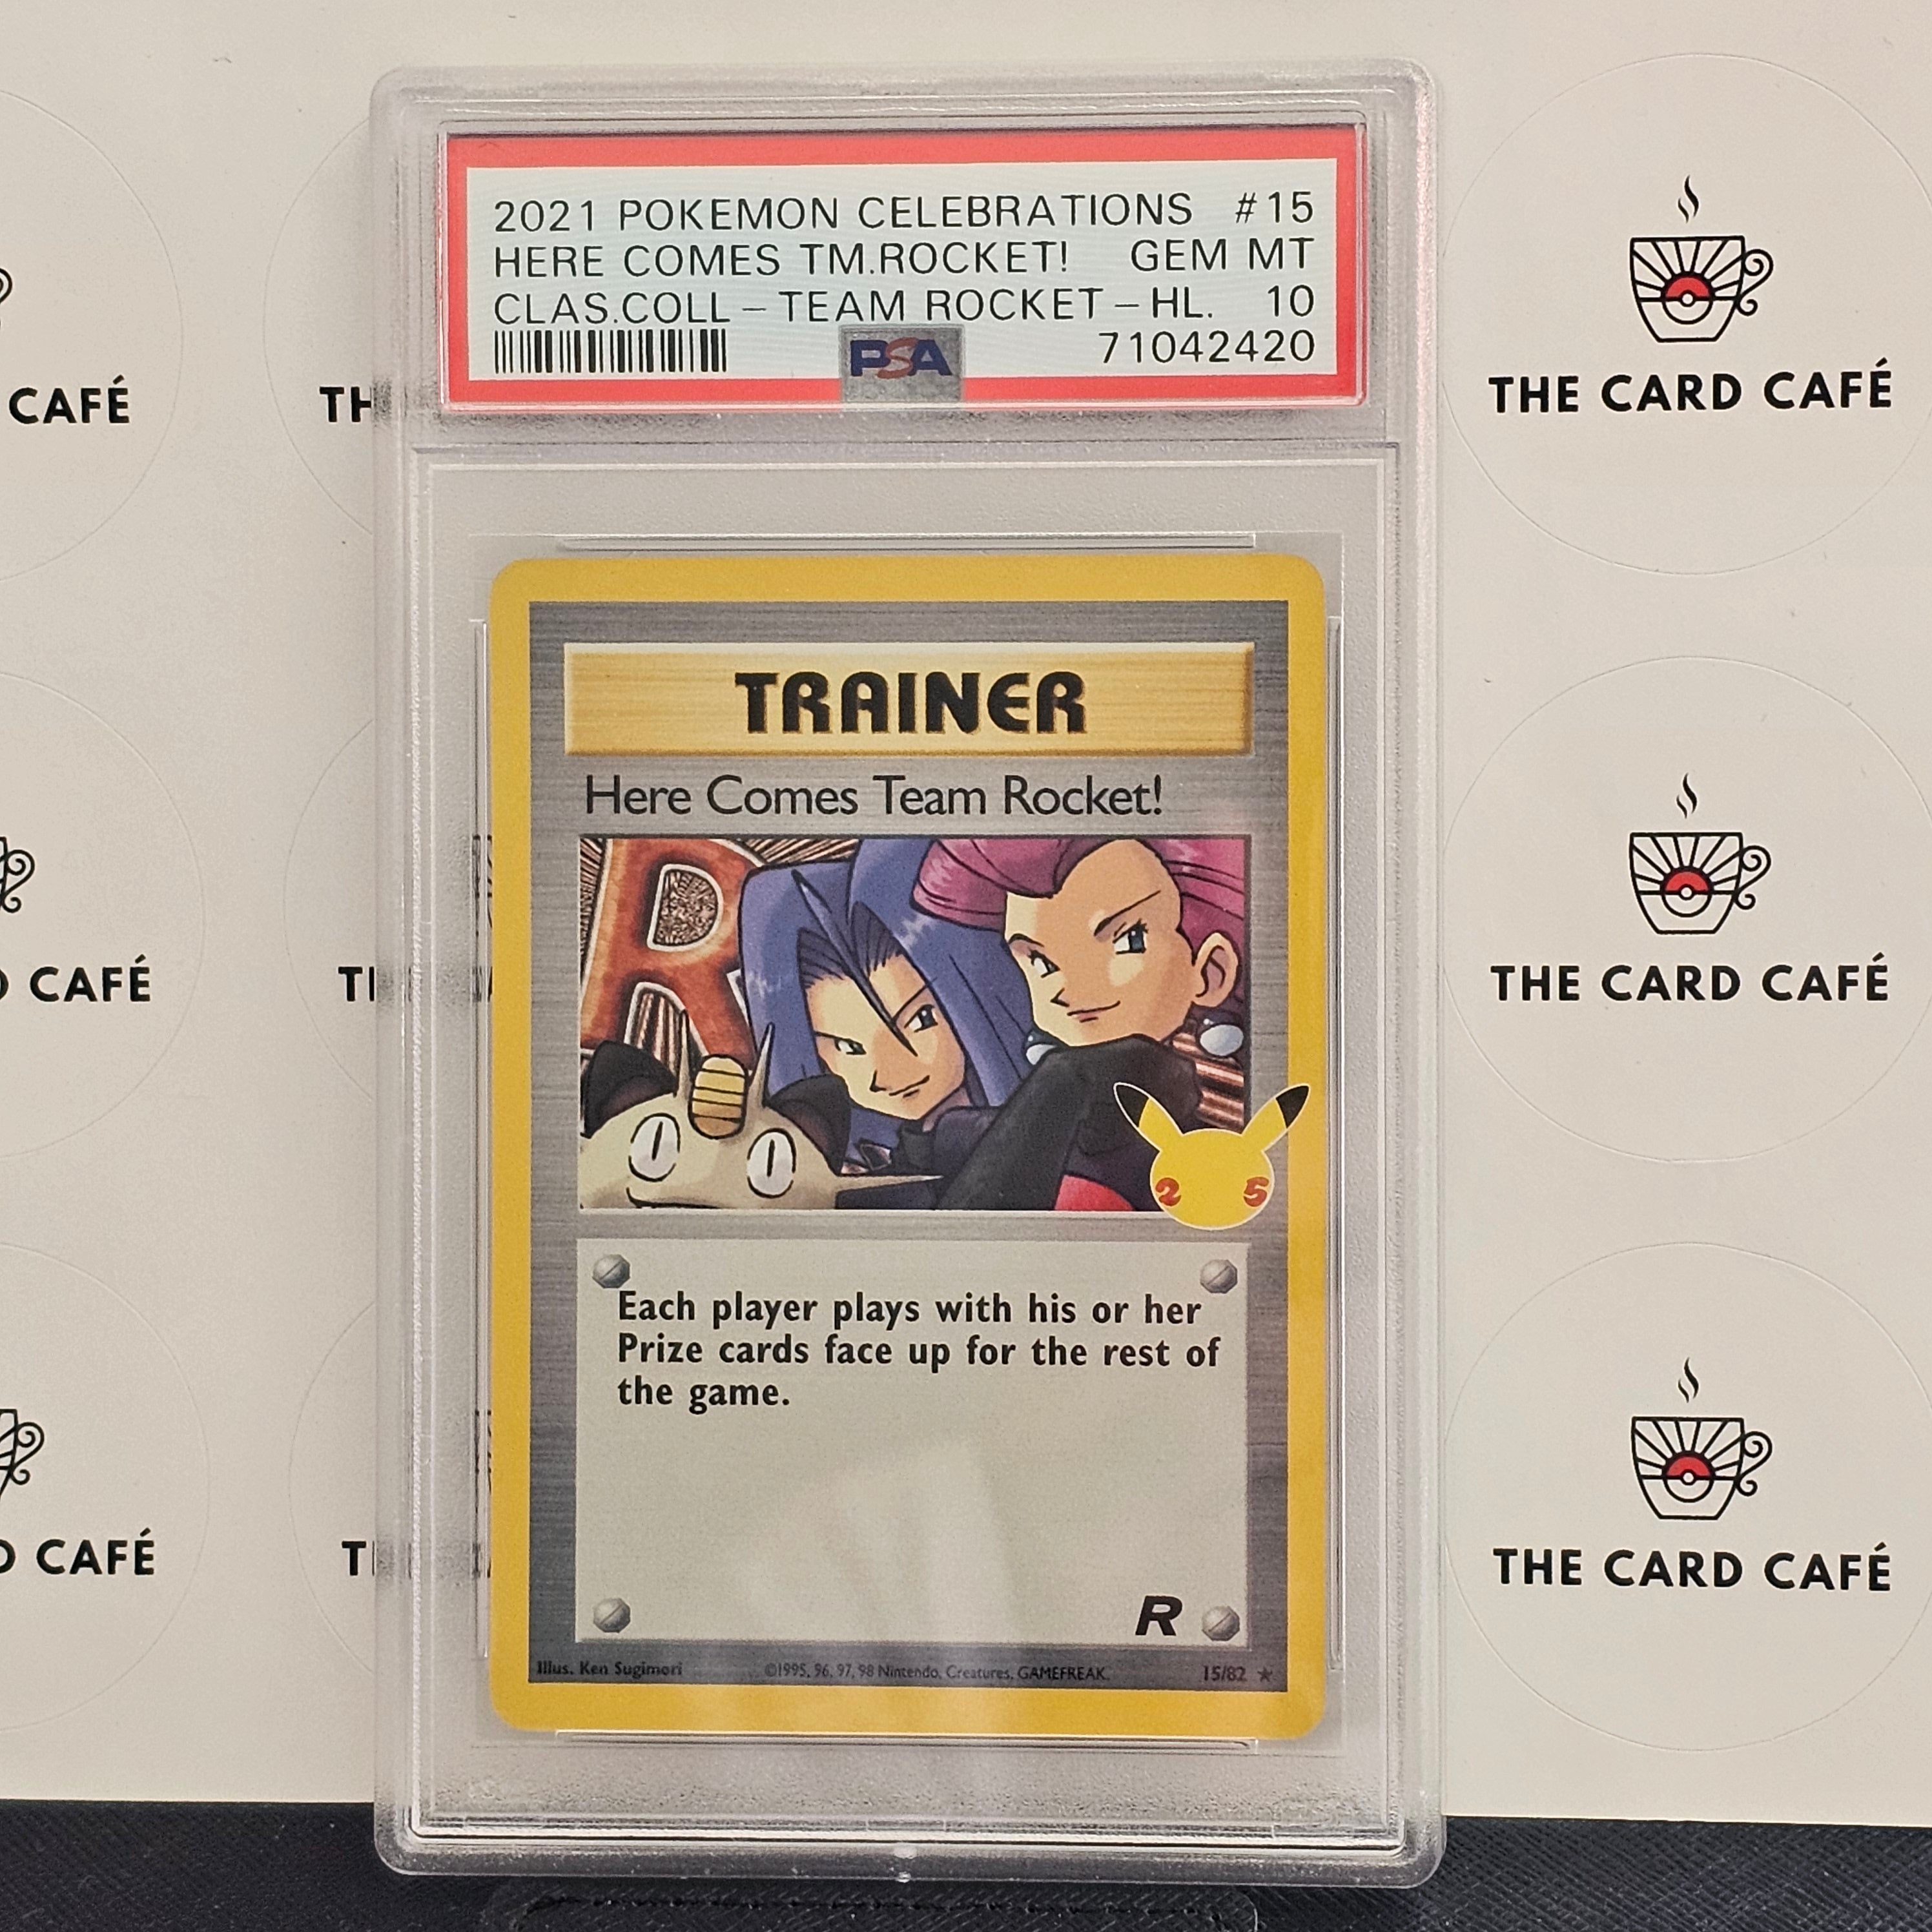 2021 POKEMON CELEBRATIONS #15
HERE COMES TM.ROCKET! GEM MT
CLAS.COLL – TEAM ROCKET – HL. 10
PSA 71042420
TRAINER
Here Comes Team Rocket!
R
2 5
Each player plays with his or her
Prize cards face up for the rest of
the game.
R
Illus. Ken Sugimori ©1995, 96, 97, 98 Nintendo, Creatures, GAMEFREAK. 15/82 ★
CAFÉ
TH
THE CARD CAFÉ
CAFÉ
THE CARD CAFÉ
CAFÉ
THE CARD CAFÉ